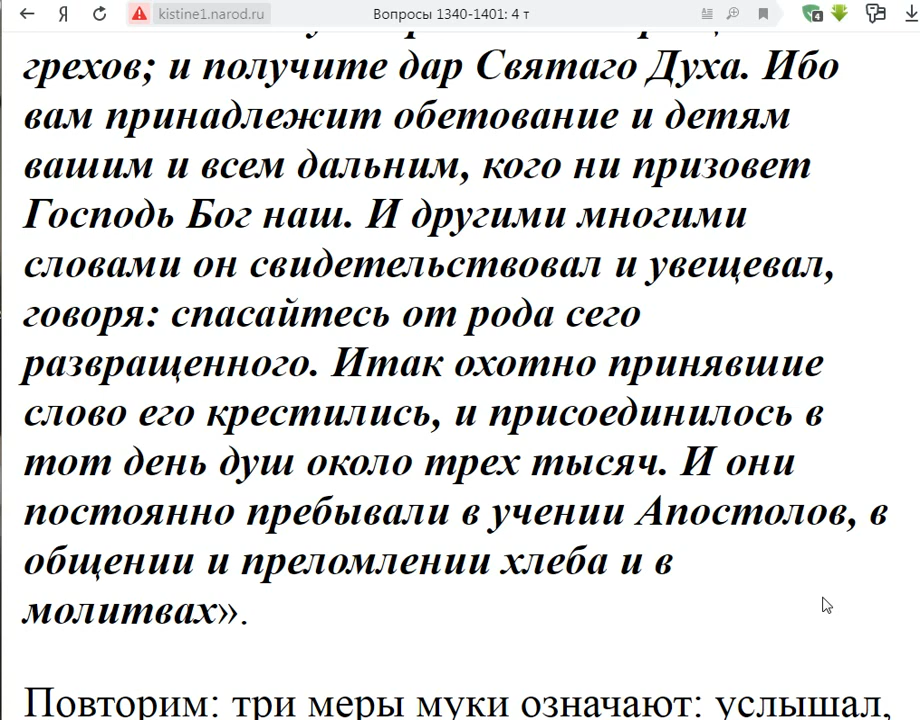 kistine1.narod.ru Вопросы 1340-1401: 4 т
грехов; и получите дар Святаго Духа. Ибо
вам принадлежит обетование и детям
вашим и всем дальним, кого ни призовет
Господь Бог наш. И другими многими
словами он свидетельствовал и увещевал,
говоря: спасайтесь от рода сего
развращенного. Итак охотно принявшие
слово его крестились, и присоединилось в
тот день душ около трех тысяч. И они
постоянно пребывали в учении Апостолов, в
общении и преломлении хлеба и в
молитвах».
Повторим: три меры муки означают: услышал,